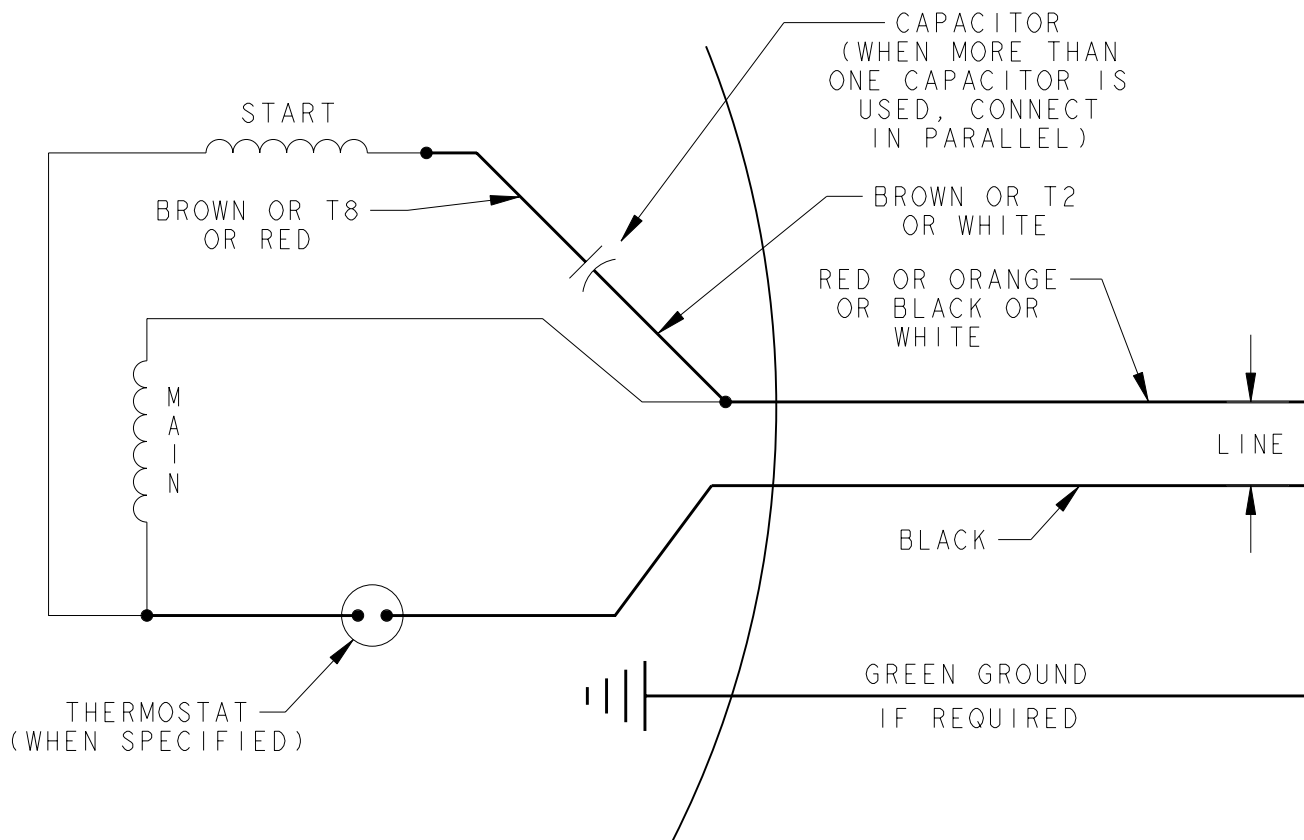 CAPACITOR
(WHEN MORE THAN
ONE CAPACITOR IS
USED, CONNECT
IN PARALLEL)
START
BROWN OR T8
OR RED
BROWN OR T2
OR WHITE
RED OR ORANGE
OR BLACK OR
WHITE
MAIN
LINE
BLACK
THERMOSTAT
(WHEN SPECIFIED)
GREEN GROUND
IF REQUIRED